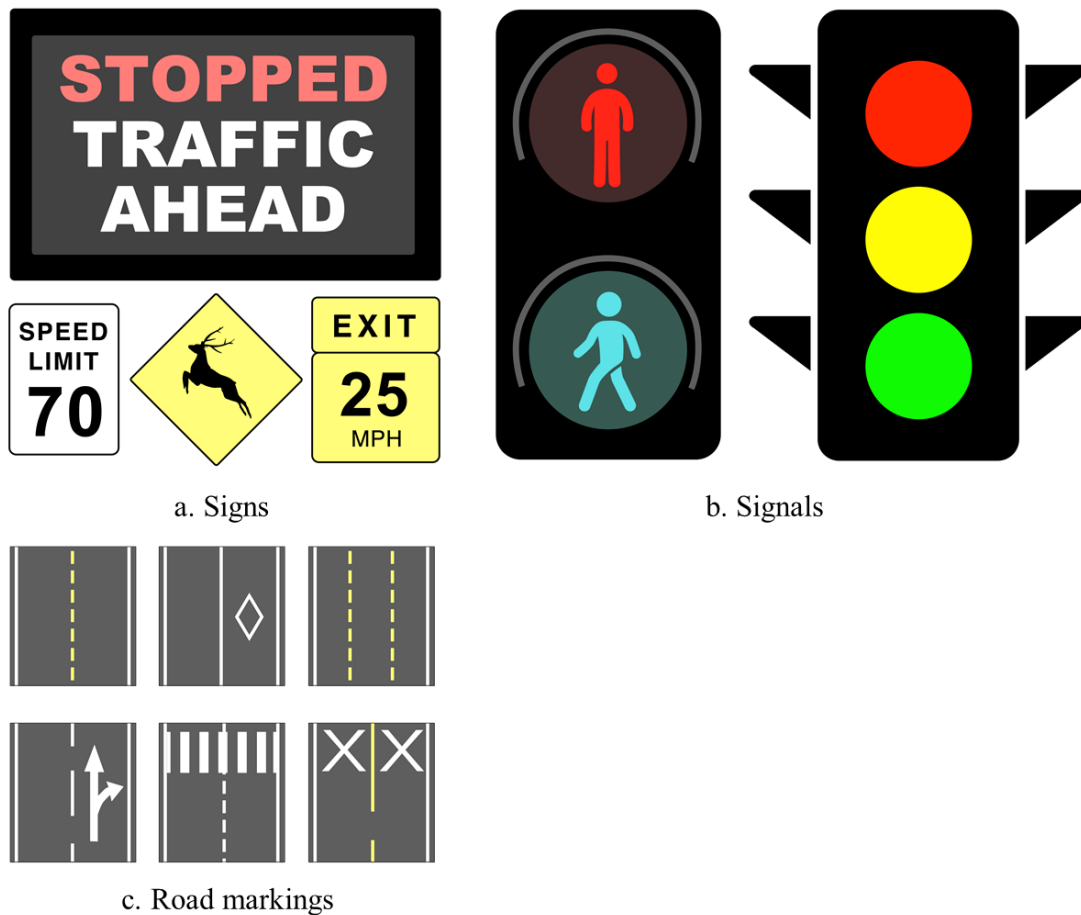 STOPPED
TRAFFIC
AHEAD
SPEED
LIMIT
70
EXIT
25
MPH
a. Signs
b. Signals
c. Road markings